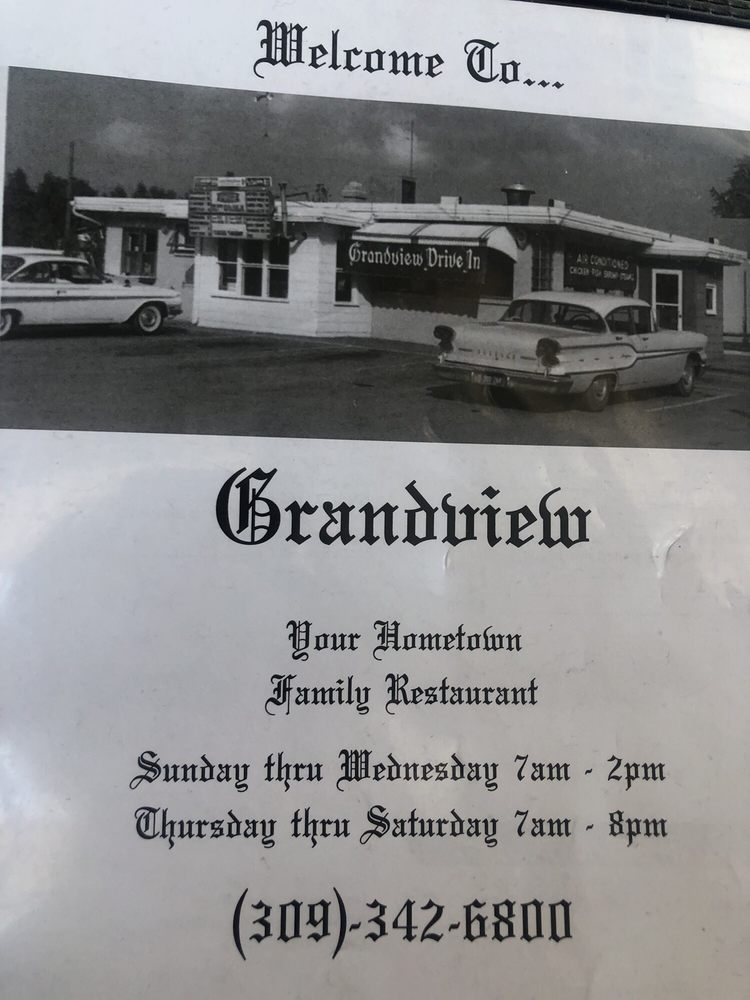 Welcome To...
Grandview Drive In
AIR CONDITIONED
CHICKEN FISH SHRIMP STEAKS
Grandview
Your Hometown
Family Restaurant
Sunday thru Wednesday 7am - 2pm
Thursday thru Saturday 7am - 8pm
(309)-342-6800